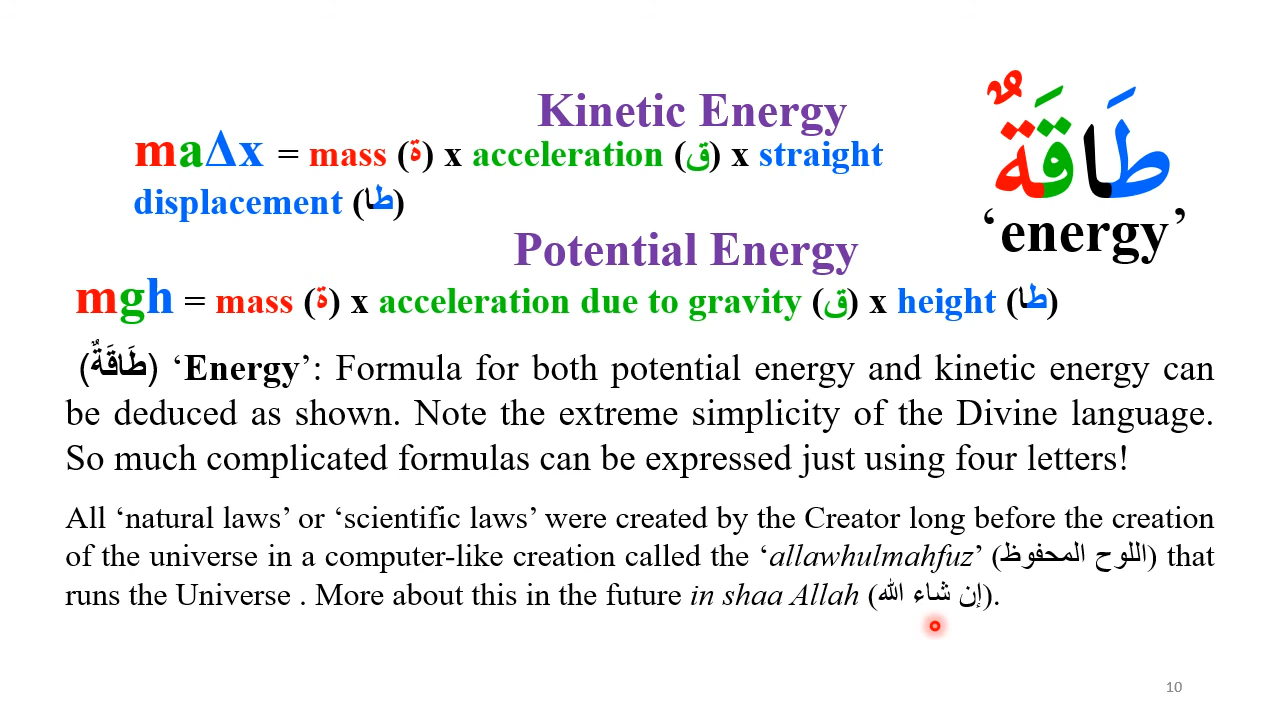 Kinetic Energy
maΔx = mass (ة) x acceleration (ق) x straight
displacement (طا)
طَاقَةٌ
‘energy’
Potential Energy
mgh = mass (ة) x acceleration due to gravity (ق) x height (طا)
(طَاقَةٌ) ‘Energy’: Formula for both potential energy and kinetic energy can
be deduced as shown. Note the extreme simplicity of the Divine language.
So much complicated formulas can be expressed just using four letters!
All ‘natural laws’ or ‘scientific laws’ were created by the Creator long before the creation
of the universe in a computer-like creation called the ‘allawhulmahfuz’ (اللوح المحفوظ) that
runs the Universe . More about this in the future in shaa Allah (إن شاء الله).
10